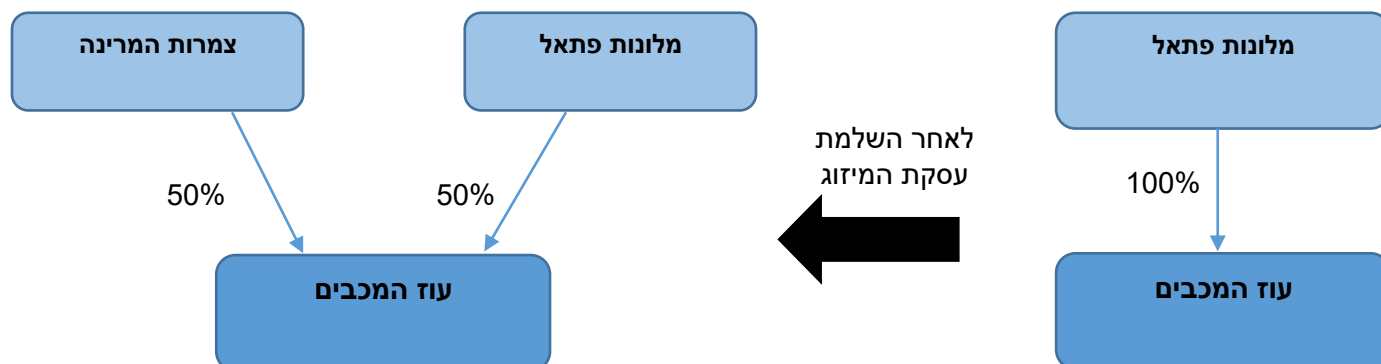 מלונות פתאל
100%
עוז המכבים
לאחר השלמת
עסקת המיזוג
מלונות פתאל
צמרות המרינה
50%
50%
עוז המכבים